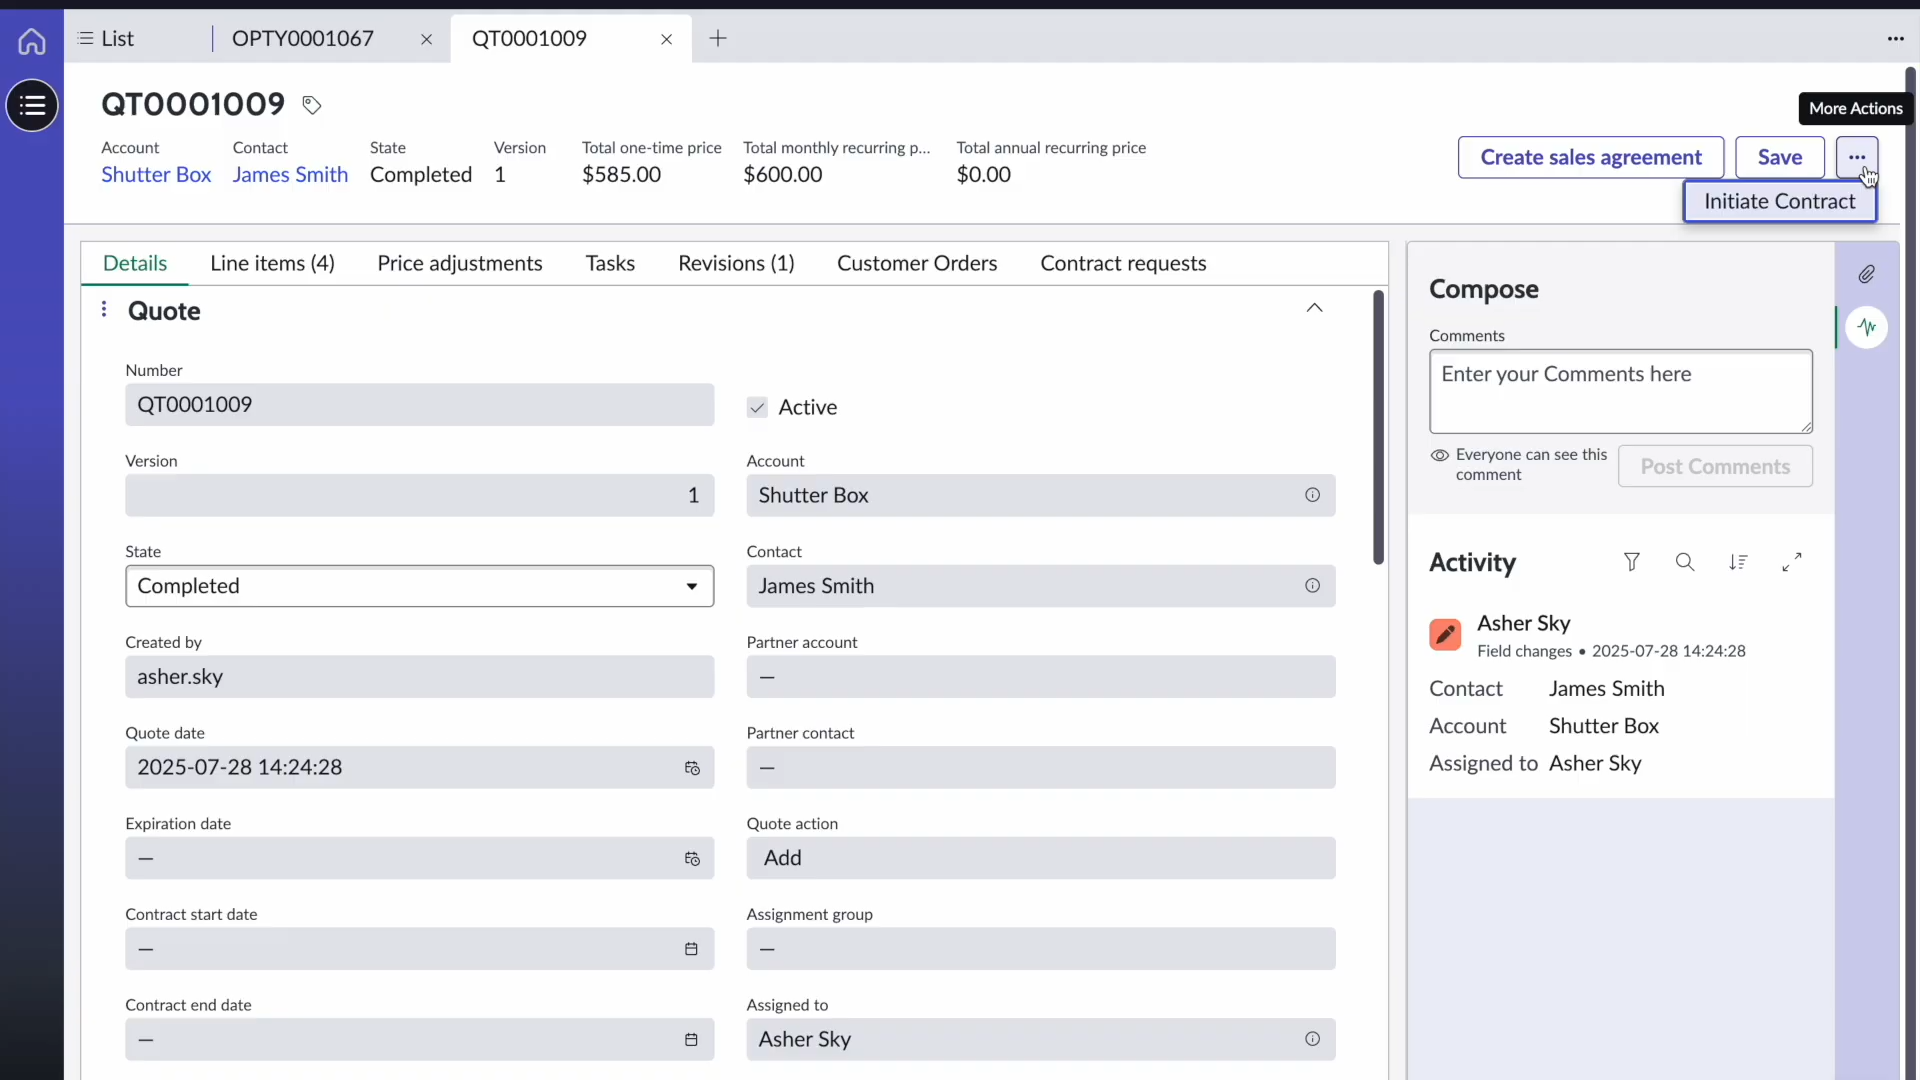 List
OPTY0001067
QT0001009
QT0001009
More Actions
Account
Contact
State
Version
Total one-time price
Total monthly recurring p...
Total annual recurring price
Shutter Box
James Smith
Completed
1
$585.00
$600.00
$0.00
Create sales agreement
Save
Initiate Contract
Details
Line items (4)
Price adjustments
Tasks
Revisions (1)
Customer Orders
Contract requests
Quote
Number
QT0001009
Active
Version
1
Account
Shutter Box
State
Completed
Contact
James Smith
Created by
asher.sky
Partner account
—
Quote date
2025-07-28 14:24:28
Partner contact
—
Expiration date
—
Quote action
Add
Contract start date
—
Assignment group
—
Contract end date
—
Assigned to
Asher Sky
Compose
Comments
Enter your Comments here
Everyone can see this
comment
Post Comments
Activity
Asher Sky
Field changes • 2025-07-28 14:24:28
Contact James Smith
Account Shutter Box
Assigned to Asher Sky